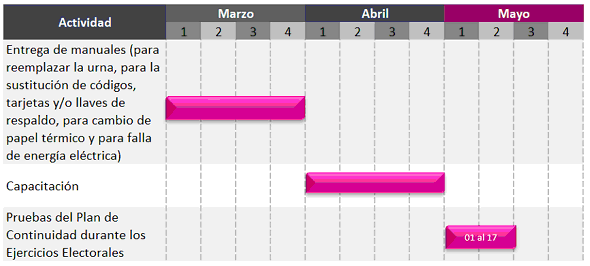 Actividad
Marzo Abril Mayo
1 2 3 4 1 2 3 4 1 2 3 4
Entrega de manuales (para
reemplazar la urna, para la
sustitución de códigos,
tarjetas y/o llaves de
respaldo, para cambio de
papel térmico y para falla
de energía eléctrica)
Capacitación
Pruebas del Plan de
Continuidad durante los
Ejercicios Electorales
01 al 17